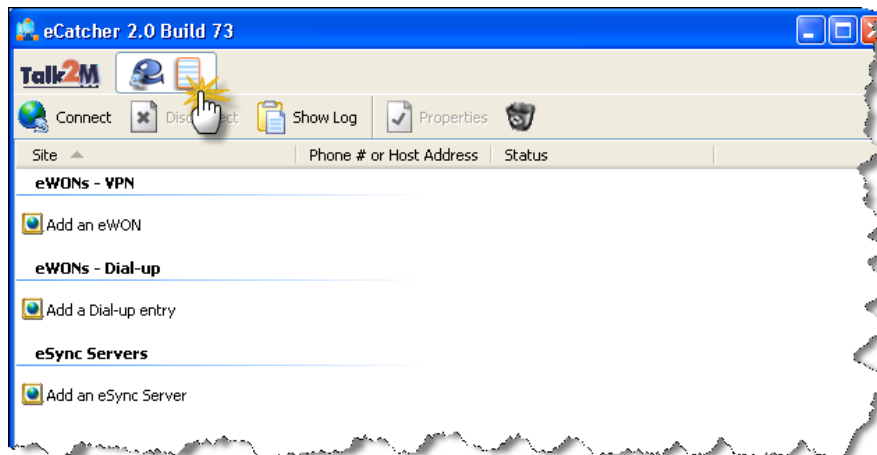 eCatcher 2.0 Build 73
Talk2M
Connect Disconnect Show Log Properties
Site Phone # or Host Address Status
eWONs - VPN
Add an eWON
eWONs - Dial-up
Add a Dial-up entry
eSync Servers
Add an eSync Server